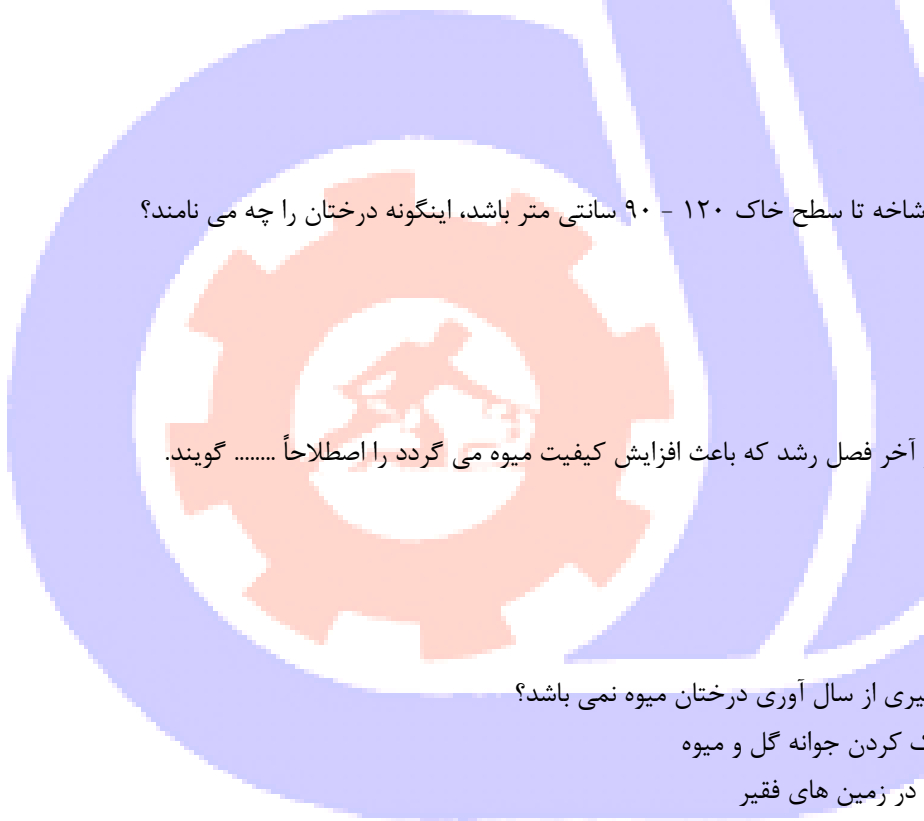 شاخه تا سطح خاک ۱۲۰ - ۹۰ سانتی متر باشد، اینگونه درختان را چه می نامند؟
آخر فصل رشد که باعث افزایش کیفیت میوه می گردد را اصطلاحاً ........ گویند.
یری از سال آوری درختان میوه نمی باشد؟
ک کردن جوانه گل و میوه
در زمین های فقیر